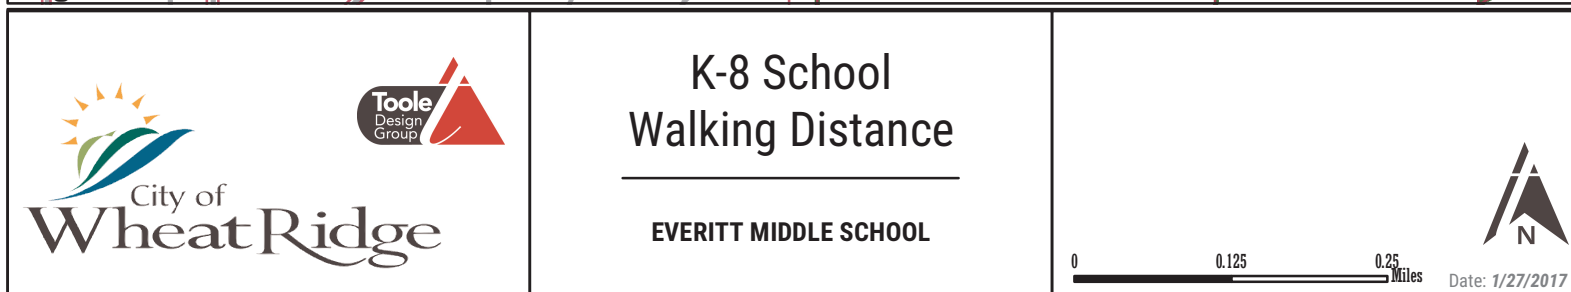 Toole
Design
Group
City of
Wheat Ridge
K-8 School
Walking Distance
EVERITT MIDDLE SCHOOL
N
0 0.125 0.25
Miles
Date: 1/27/2017